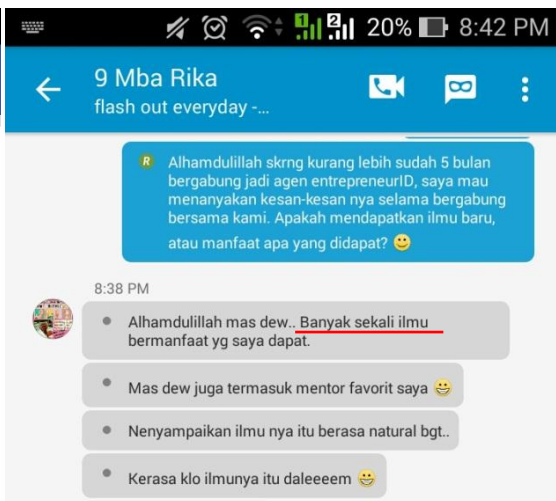 1 2 20% 8:42 PM
9 Mba Rika
flash out everyday -...
R Alhamdulillah skrng kurang lebih sudah 5 bulan
bergabung jadi agen entrepreneurID, saya mau
menanyakan kesan-kesan nya selama bergabung
bersama kami. Apakah mendapatkan ilmu baru,
atau manfaat apa yang didapat?
8:38 PM
Alhamdulillah mas dew.. Banyak sekali ilmu
bermanfaat yg saya dapat.
Mas dew juga termasuk mentor favorit saya
Nenyampaikan ilmu nya itu berasa natural bgt..
Kerasa klo ilmunya itu daleeeem